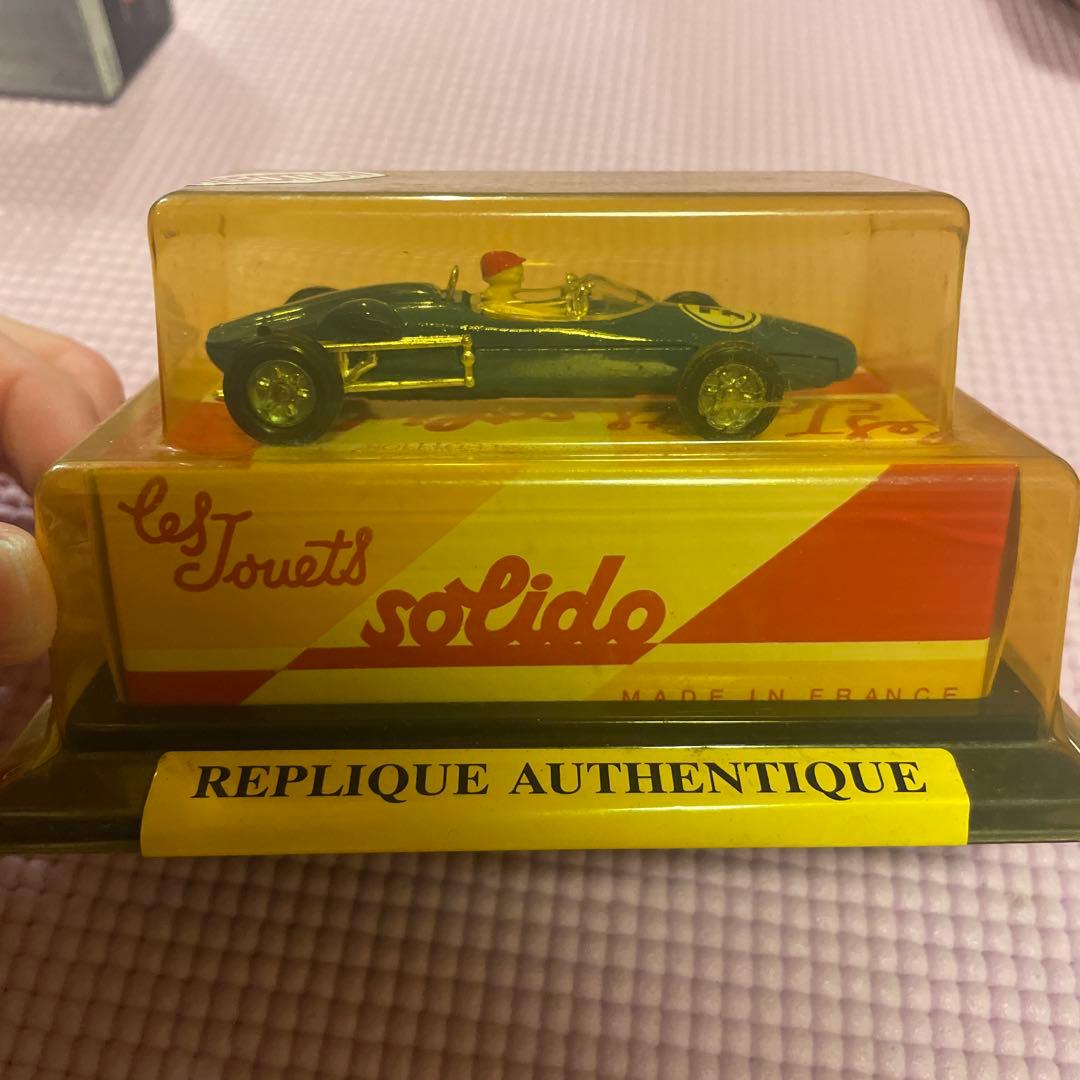 les Jouets
solido
MADE IN FRANCE
REPLIQUE AUTHENTIQUE